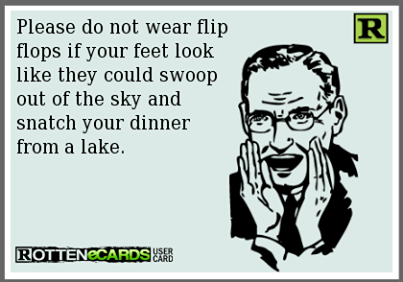 Please do not wear flip
flops if your feet look
like they could swoop
out of the sky and
snatch your dinner
from a lake.
R
ROTTENeCARDS USER
CARD